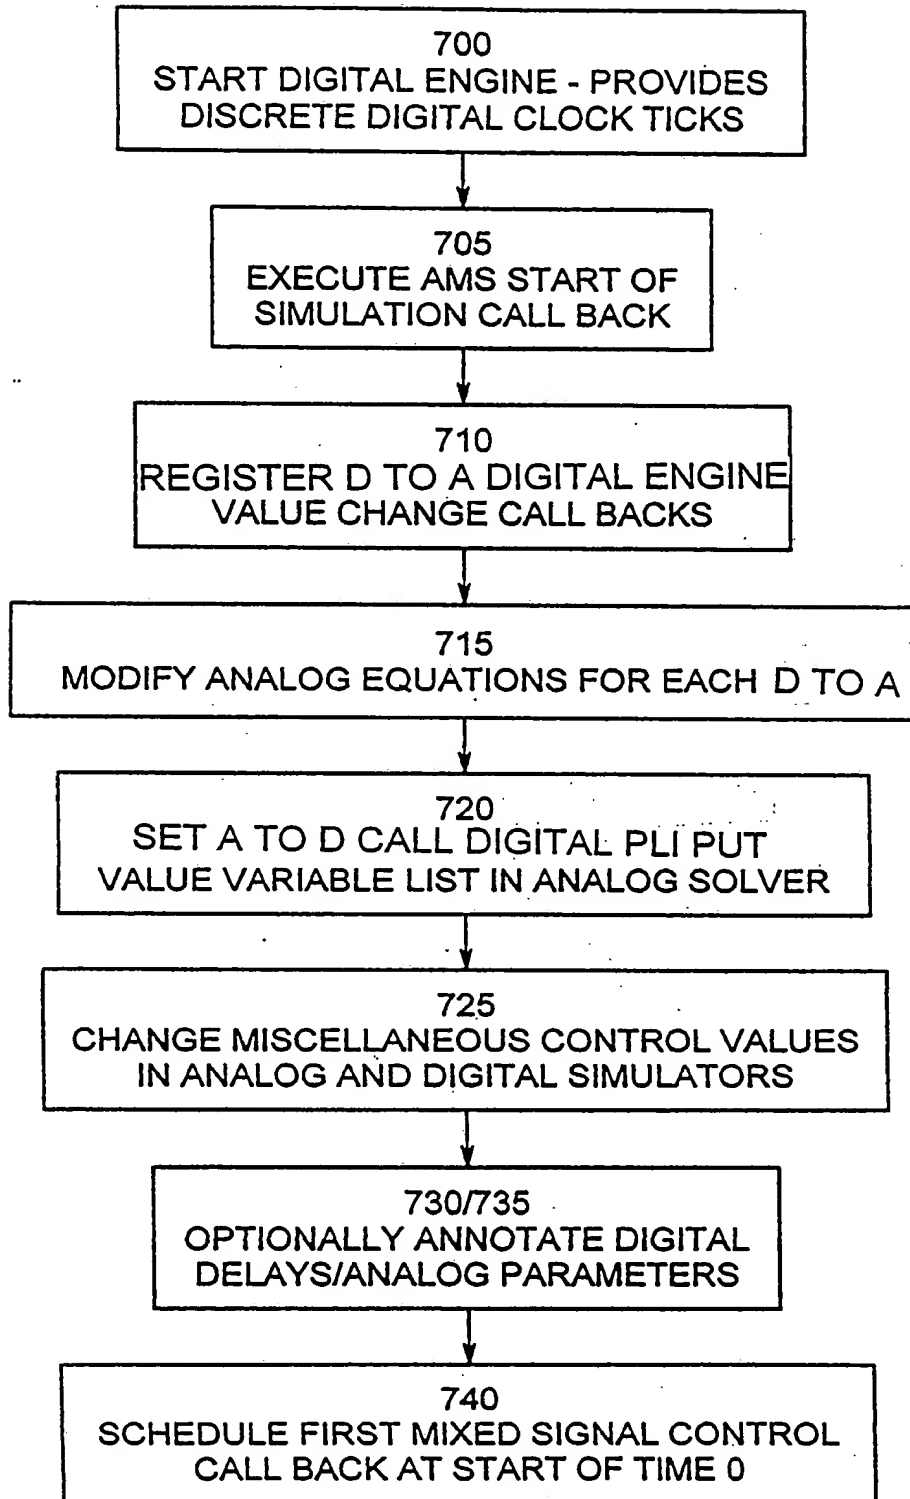 700
START DIGITAL ENGINE - PROVIDES
DISCRETE DIGITAL CLOCK TICKS
705
EXECUTE AMS START OF
SIMULATION CALL BACK
710
REGISTER D TO A DIGITAL ENGINE
VALUE CHANGE CALL BACKS
715
MODIFY ANALOG EQUATIONS FOR EACH D TO A
720
SET A TO D CALL DIGITAL PLI PUT
VALUE VARIABLE LIST IN ANALOG SOLVER
725
CHANGE MISCELLANEOUS CONTROL VALUES
IN ANALOG AND DIGITAL SIMULATORS
730/735
OPTIONALLY ANNOTATE DIGITAL
DELAYS/ANALOG PARAMETERS
740
SCHEDULE FIRST MIXED SIGNAL CONTROL
CALL BACK AT START OF TIME 0